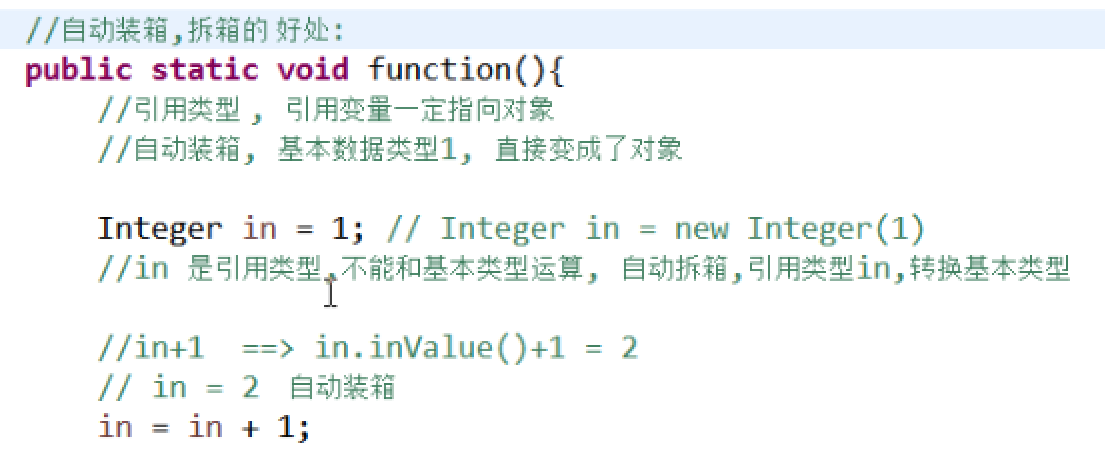 //自动装箱,拆箱的 好处:
public static void function(){
//引用类型 , 引用变量一定指向对象
//自动装箱, 基本数据类型1, 直接变成了对象
Integer in = 1; // Integer in = new Integer(1)
//in 是引用类型,不能和基本类型运算, 自动拆箱,引用类型in,转换基本类型
//in+1 ==> in.inValue()+1 = 2
// in = 2 自动装箱
in = in + 1;